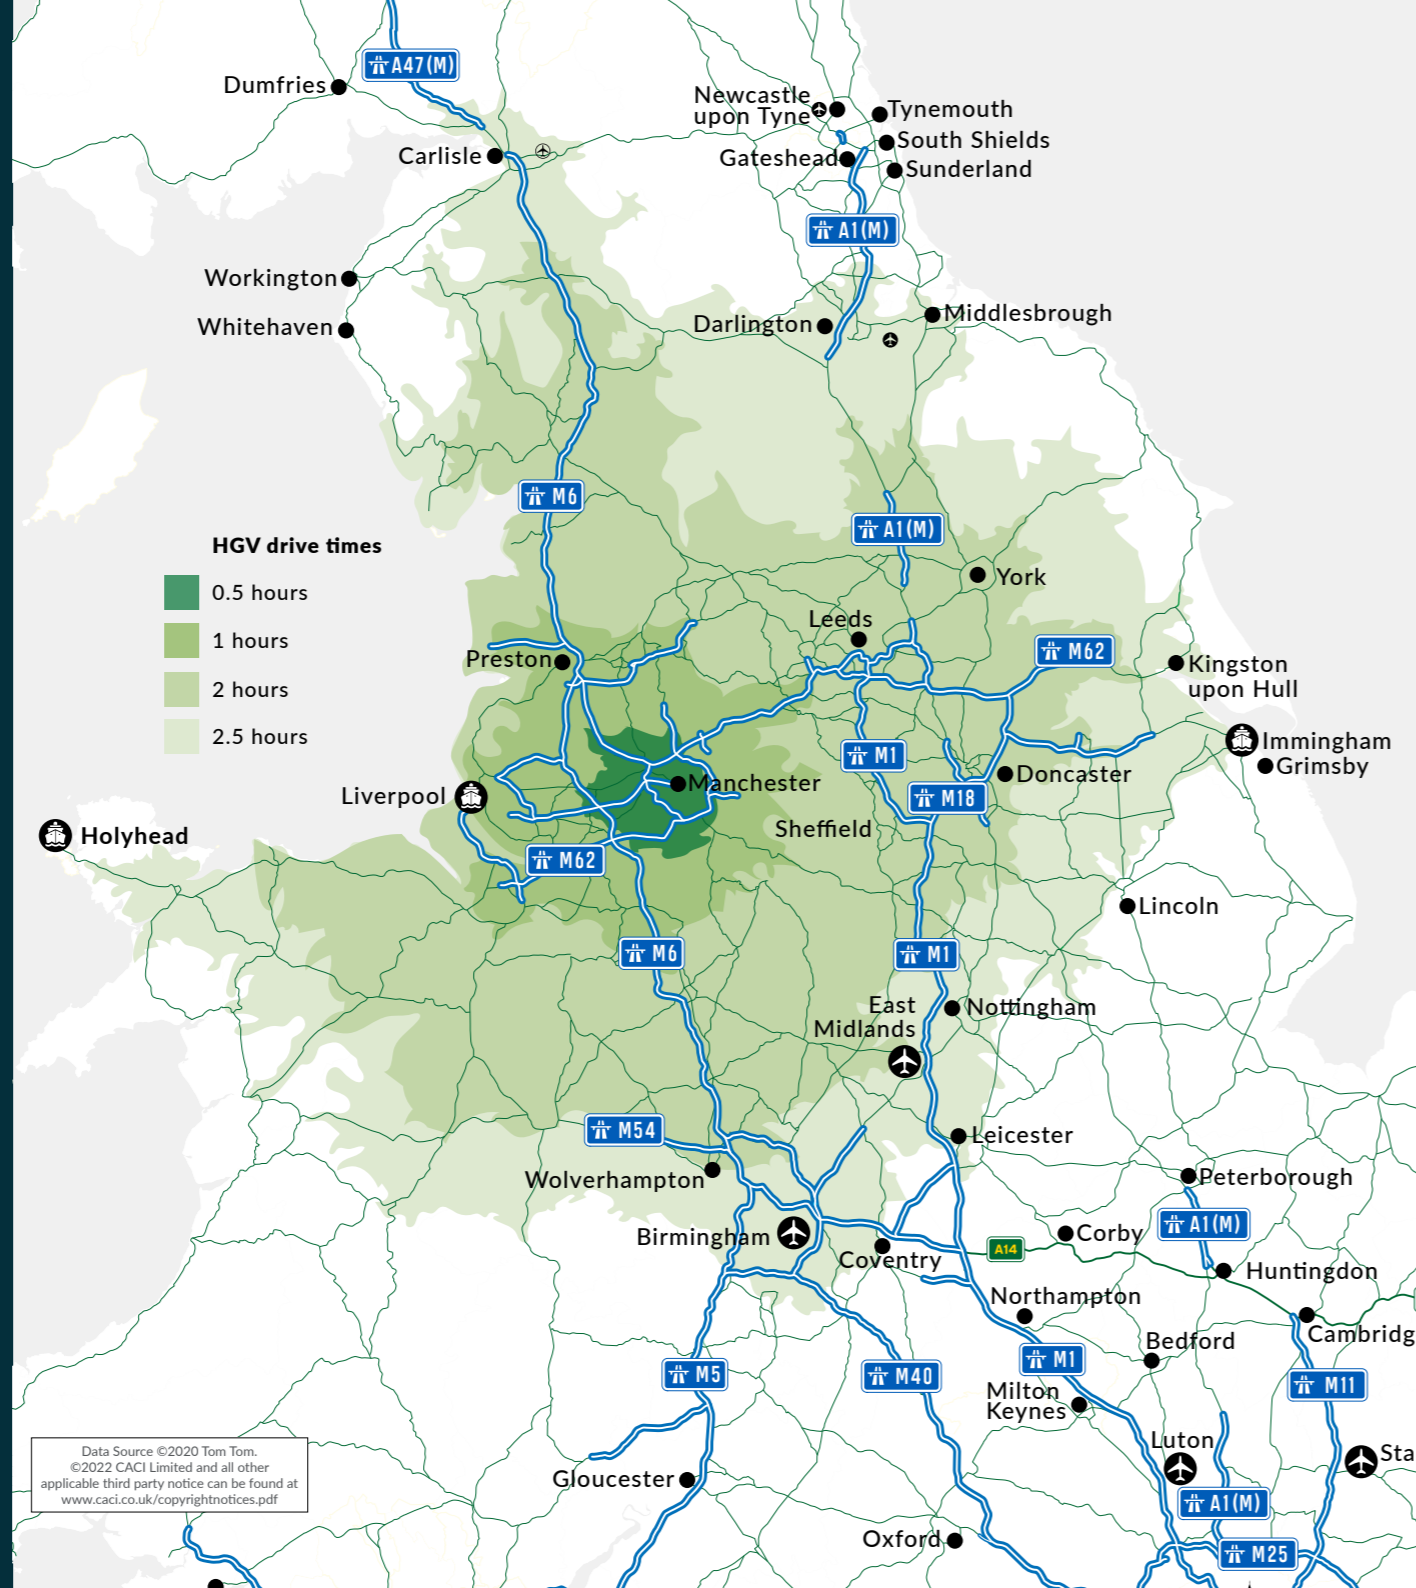 A47(M)
Dumfries
Newcastle
upon Tyne
Tynemouth
South Shields
Carlisle
Gateshead
Sunderland
A1(M)
Workington
Middlesbrough
Whitehaven
Darlington
M6
A1(M)
HGV drive times
0.5 hours
1 hours
2 hours
2.5 hours
York
Leeds
M62
Preston
Kingston
upon Hull
M1
Immingham
Grimsby
Doncaster
Manchester
Liverpool
M18
Sheffield
Holyhead
M62
Lincoln
M6
M1
East
Midlands
Nottingham
M54
Leicester
Wolverhampton
Peterborough
A1(M)
Birmingham
Corby
Coventry
A14
Huntingdon
Northampton
Cambridg
Bedford
M5
M40
M1
M11
Milton
Keynes
Luton
Sta
Data Source ©2020 Tom Tom.
©2022 CACI Limited and all other
applicable third party notice can be found at
www.caci.co.uk/copyrightnotices.pdf
Gloucester
A1(M)
Oxford
M25